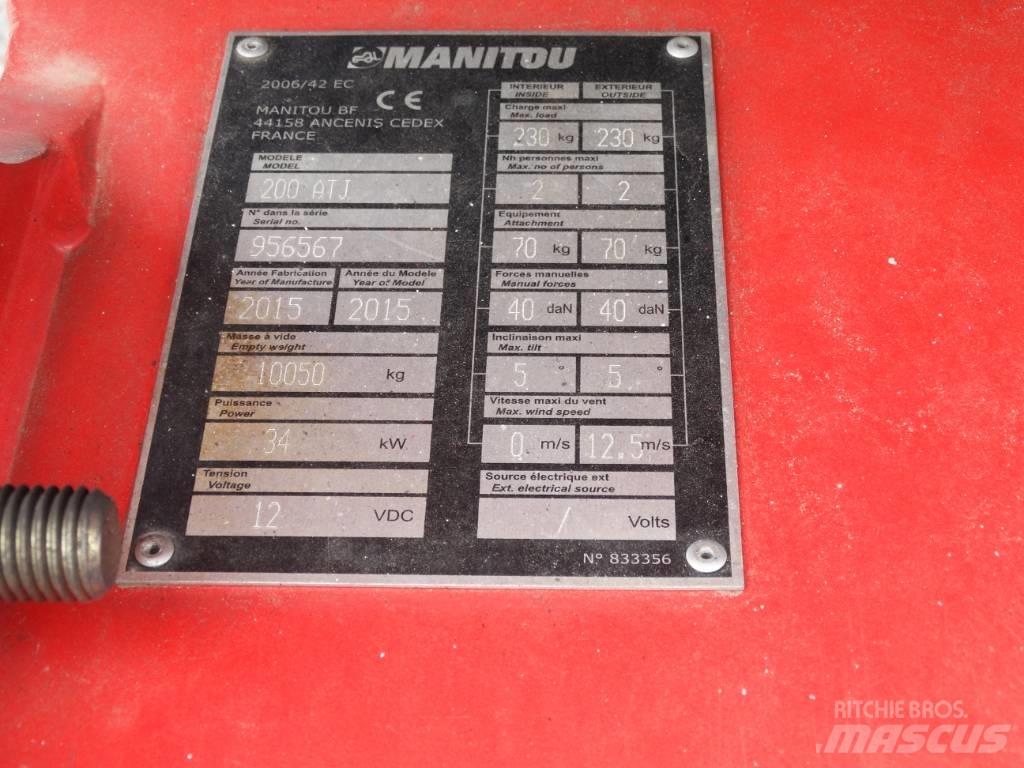 MANITOU
2006/42 EC
CE
MANITOU BF
44158 ANCENIS CEDEX
FRANCE
MODELE
MODEL
200 ATJ
N° dans la série
Serial no.
956567
Année Fabrication Année du Modele
Year of Manufacture Year of Model
2015 2015
Masse à vide
Empty weight
10050 kg
Puissance
Power
34 kW.
Tension
Voltage
12 VDC
INTERIEUR EXTERIEUR
INSIDE OUTSIDE
Charge maxi
Max. load
230 kg 230 kg
Nh personnes maxi
Max. no of persons
2 2
Equipement
Attachment
70 kg 70 kg
Forces manuelles
Manual forces
40 daN 40 daN
Inclinaison maxi
Max. tilt
5 ° 5 °
Vitesse maxi du vent
Max. wind speed
0 m/s 12.5 m/s
Source électrique ext
Ext. electrical source
/ Volts
N° 833356
RITCHIE BROS.
MASCUS